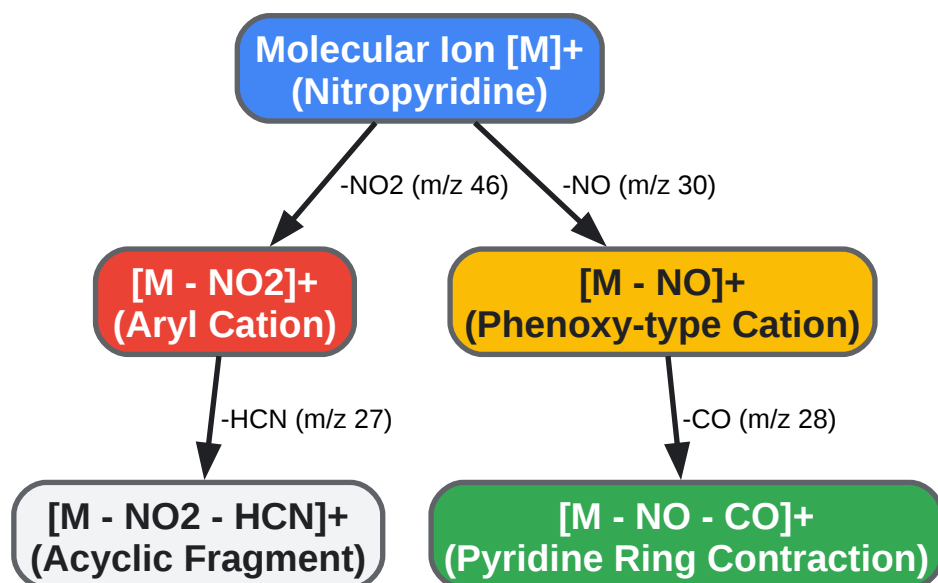 Molecular Ion [M]+
(Nitropyridine)
-NO2 (m/z 46)
-NO (m/z 30)
[M - NO2]+
(Aryl Cation)
[M - NO]+
(Phenoxy-type Cation)
-HCN (m/z 27)
-CO (m/z 28)
[M - NO2 - HCN]+
(Acyclic Fragment)
[M - NO - CO]+
(Pyridine Ring Contraction)